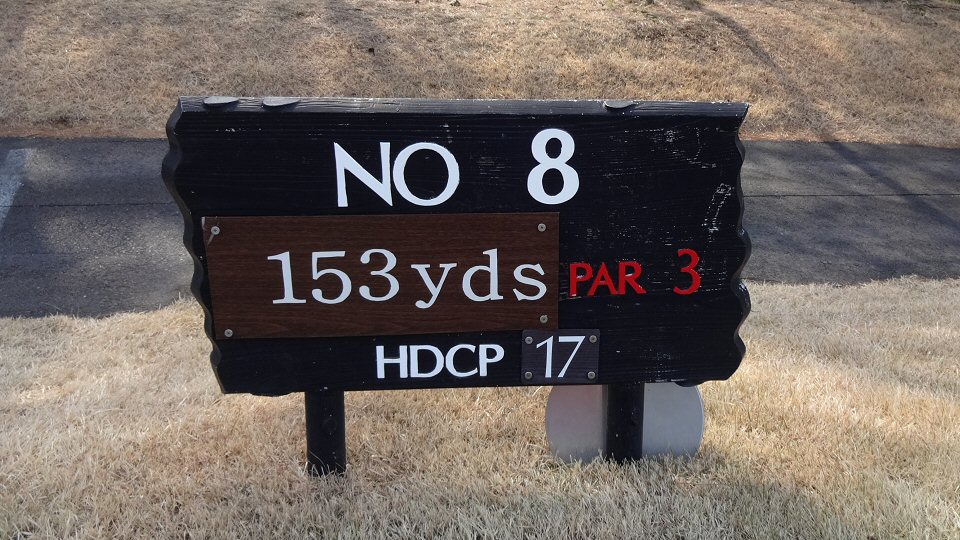 NO 8
153yds PAR 3
HDCP 17